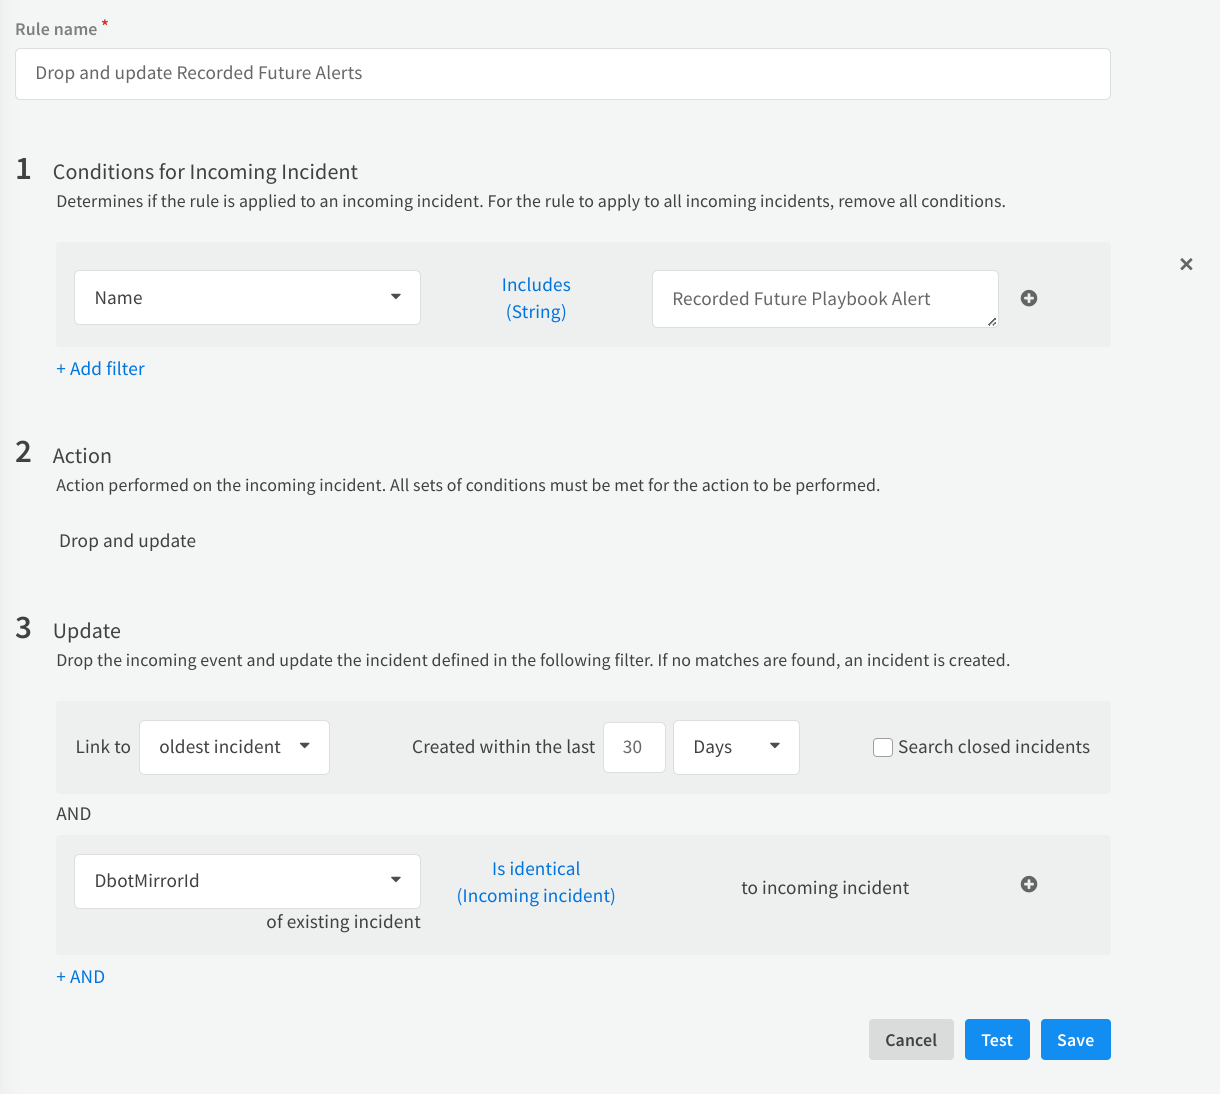 Rule name *
Drop and update Recorded Future Alerts
1 Conditions for Incoming Incident
Determines if the rule is applied to an incoming incident. For the rule to apply to all incoming incidents, remove all conditions.
Name Includes (String) Recorded Future Playbook Alert
+ Add filter
2 Action
Action performed on the incoming incident. All sets of conditions must be met for the action to be performed.
Drop and update
3 Update
Drop the incoming event and update the incident defined in the following filter. If no matches are found, an incident is created.
Link to oldest incident Created within the last 30 Days Search closed incidents
AND
DbotMirrorId Is identical (Incoming incident) to incoming incident
of existing incident
+ AND
Cancel Test Save